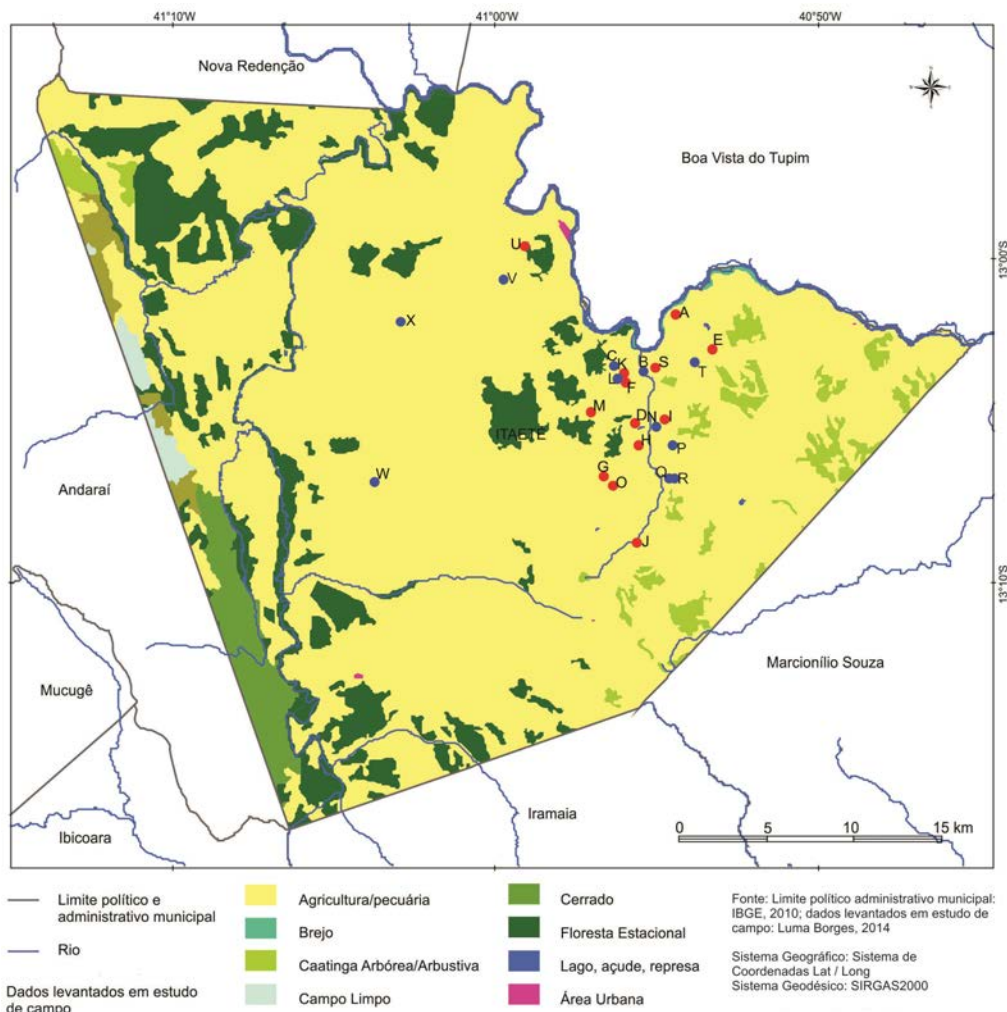 41°10'W
41°00'W
40°50'W
Nova Redenção
Boa Vista do Tupim
13°00'S
U
V
X
A
E
C
K
B
S
T
L
F
M
D
N
I
ITAETÊ
H
P
Andaraí
G
Q
R
W
O
J
13°10'S
Marcionílio Souza
Mucugê
Iramaia
Ibicoara
0 5 10 15 km
Limite político e
administrativo municipal
Rio
Dados levantados em estudo
de campo
Agricultura/pecuária
Brejo
Caatinga Arbórea/Arbustiva
Campo Limpo
Cerrado
Floresta Estacional
Lago, açude, represa
Área Urbana
Fonte: Limite político administrativo municipal:
IBGE, 2010; dados levantados em estudo de
campo: Luma Borges, 2014
Sistema Geográfico: Sistema de
Coordenadas Lat / Long
Sistema Geodésico: SIRGAS2000